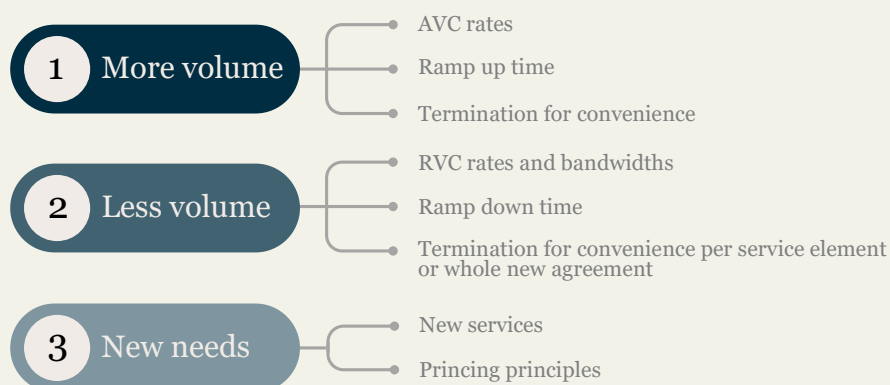 1 More volume
AVC rates
Ramp up time
Termination for convenience
2 Less volume
RVC rates and bandwidths
Ramp down time
Termination for convenience per service element
or whole new agreement
3 New needs
New services
Princing principles